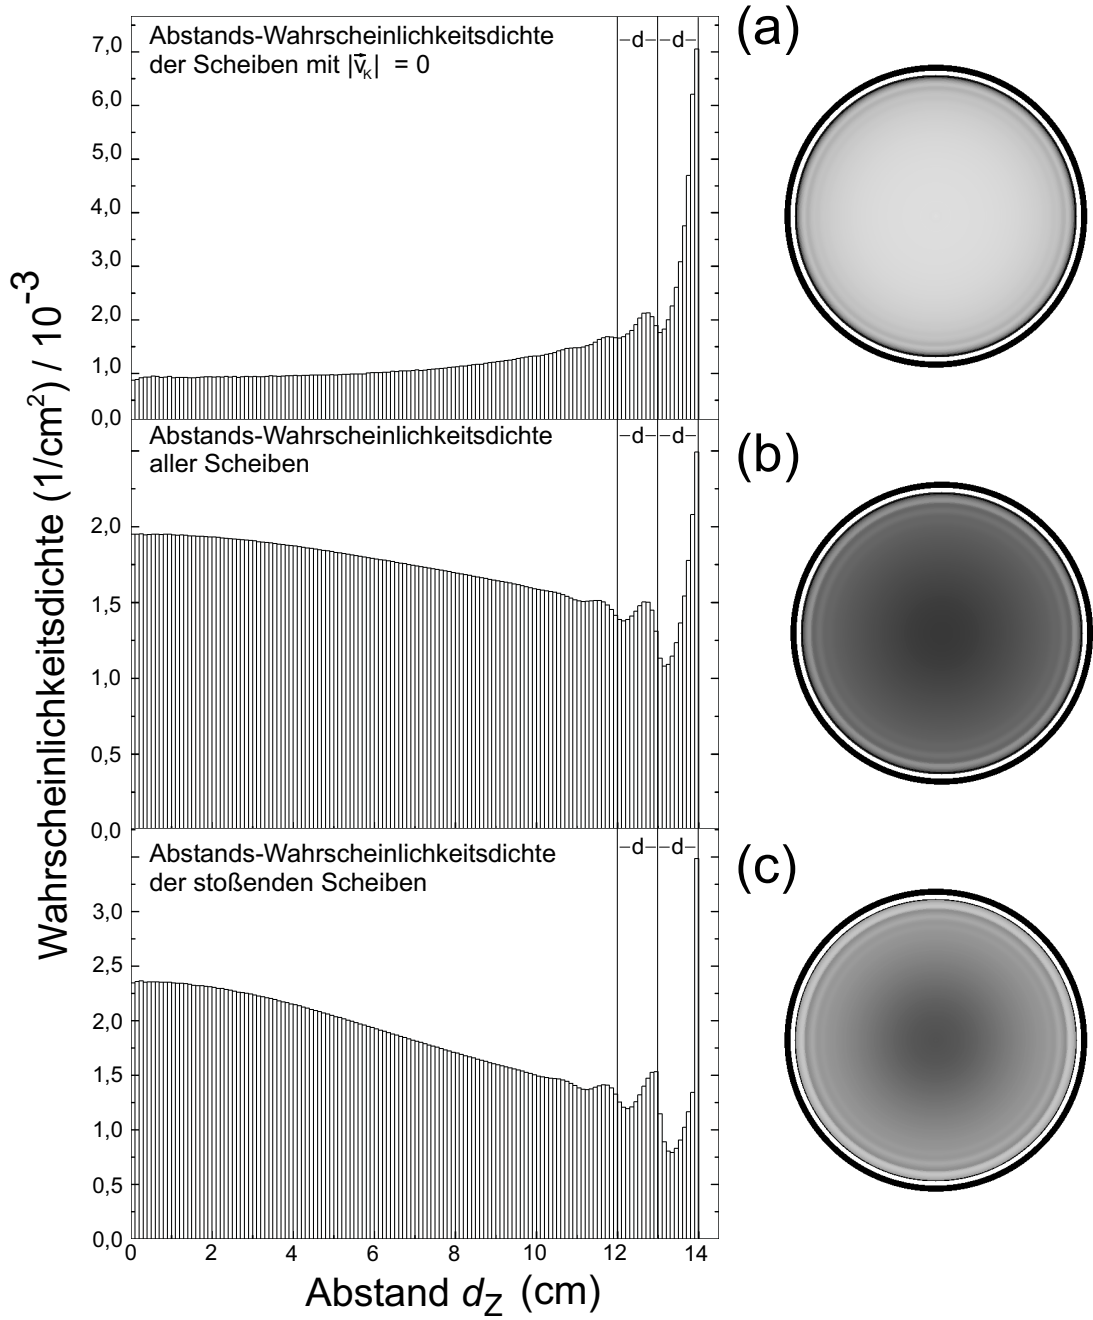 Wahrscheinlichkeitsdichte (1/cm²) / 10⁻³
Abstands-Wahrscheinlichkeitsdichte
der Scheiben mit |v⃗ₖ| = 0
d d
(a)
7,0
6,0
5,0
4,0
3,0
2,0
1,0
0,0
Abstands-Wahrscheinlichkeitsdichte
aller Scheiben
d d
(b)
2,0
1,5
1,0
0,5
0,0
Abstands-Wahrscheinlichkeitsdichte
der stoßenden Scheiben
d d
(c)
3,0
2,5
2,0
1,5
1,0
0,5
0,0
0 2 4 6 8 10 12 14
Abstand d_Z (cm)